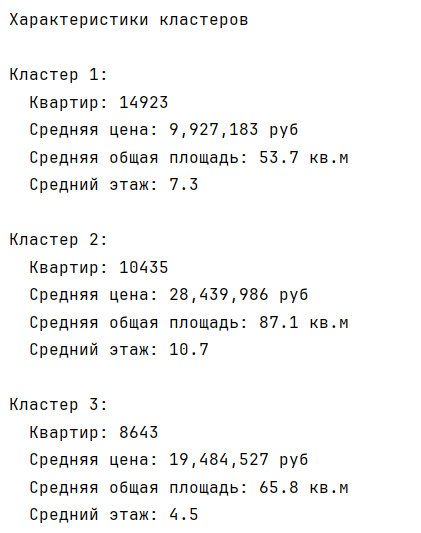 Характеристики кластеров
Кластер 1:
Квартир: 14923
Средняя цена: 9,927,183 руб
Средняя общая площадь: 53.7 кв.м
Средний этаж: 7.3
Кластер 2:
Квартир: 10435
Средняя цена: 28,439,986 руб
Средняя общая площадь: 87.1 кв.м
Средний этаж: 10.7
Кластер 3:
Квартир: 8643
Средняя цена: 19,484,527 руб
Средняя общая площадь: 65.8 кв.м
Средний этаж: 4.5